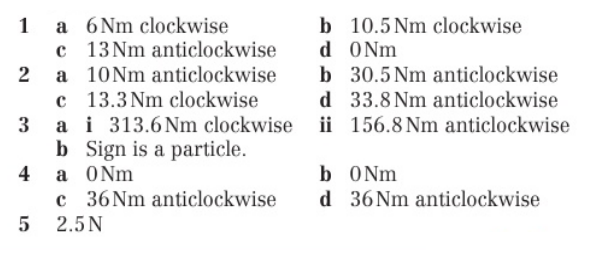 1 a 6 Nm clockwise b 10.5 Nm clockwise
c 13 Nm anticlockwise d 0 Nm
2 a 10 Nm anticlockwise b 30.5 Nm anticlockwise
c 13.3 Nm clockwise d 33.8 Nm anticlockwise
3 a i 313.6 Nm clockwise ii 156.8 Nm anticlockwise
b Sign is a particle.
4 a 0 Nm b 0 Nm
c 36 Nm anticlockwise d 36 Nm anticlockwise
5 2.5 N